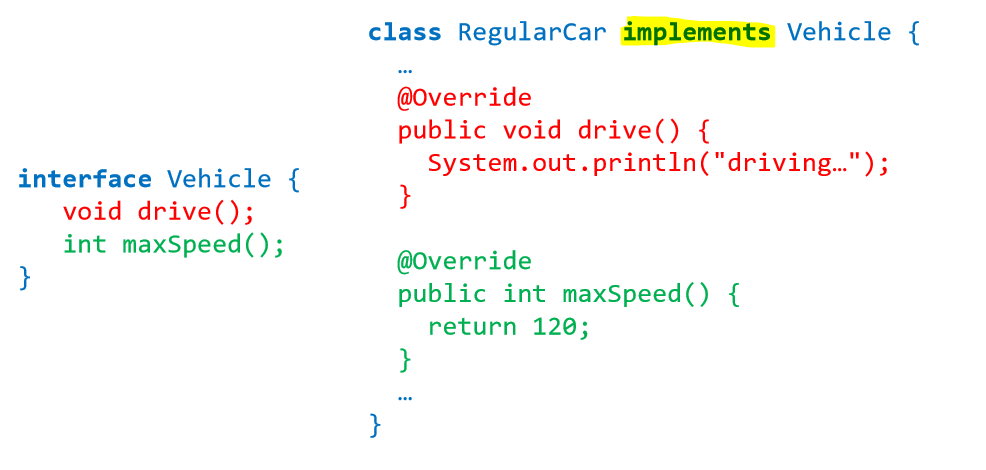 interface Vehicle {
   void drive();
   int maxSpeed();
}
class RegularCar implements Vehicle {
  …
  @Override
  public void drive() {
    System.out.println("driving…");
  }
  @Override
  public int maxSpeed() {
    return 120;
  }
  …
}